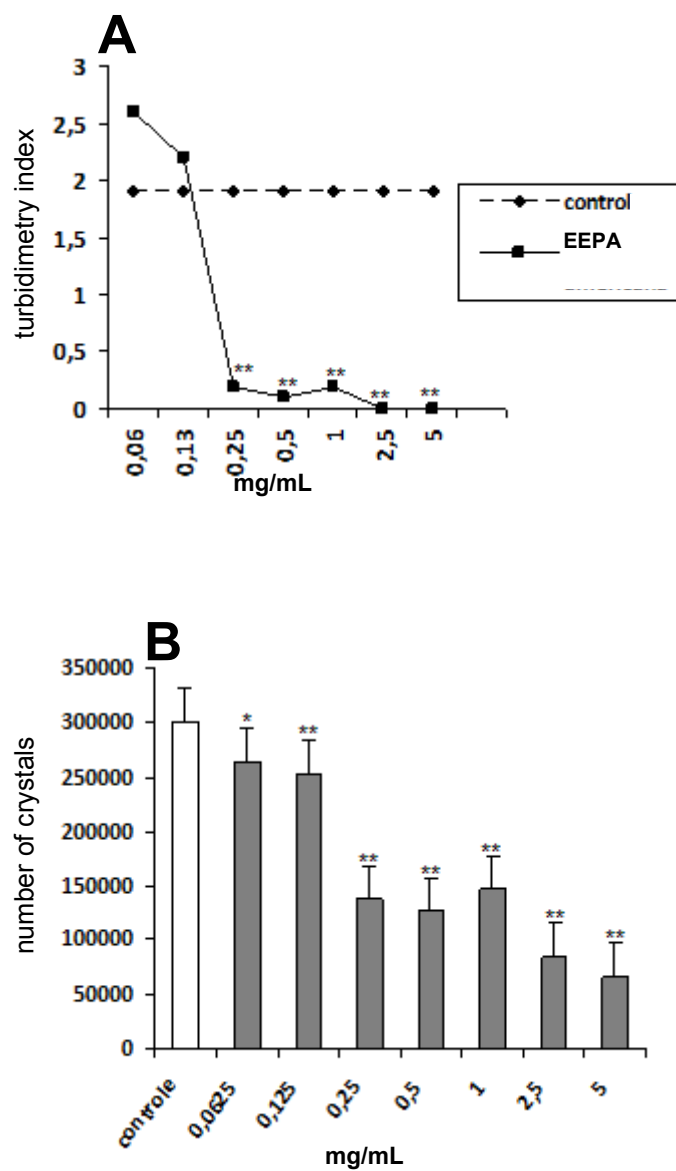 A
3
2,5
2
1,5
1
0,5
0
turbidimetry index
control
EEPA
** ** ** ** **
0,06 0,13 0,25 0,5 1 2,5 5
mg/mL
B
350000
300000
250000
200000
150000
100000
50000
0
number of crystals
* ** ** ** ** ** **
controle 0,0625 0,125 0,25 0,5 1 2,5 5
mg/mL